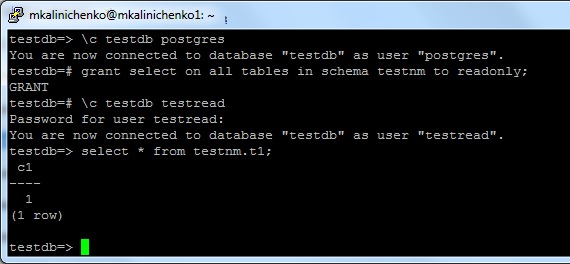 mkalinichenko@mkalinichenko1: ~
testdb=> \c testdb postgres
You are now connected to database "testdb" as user "postgres".
testdb=# grant select on all tables in schema testnm to readonly;
GRANT
testdb=# \c testdb testread
Password for user testread:
You are now connected to database "testdb" as user "testread".
testdb=> select * from testnm.t1;
 c1
----
  1
(1 row)
testdb=>